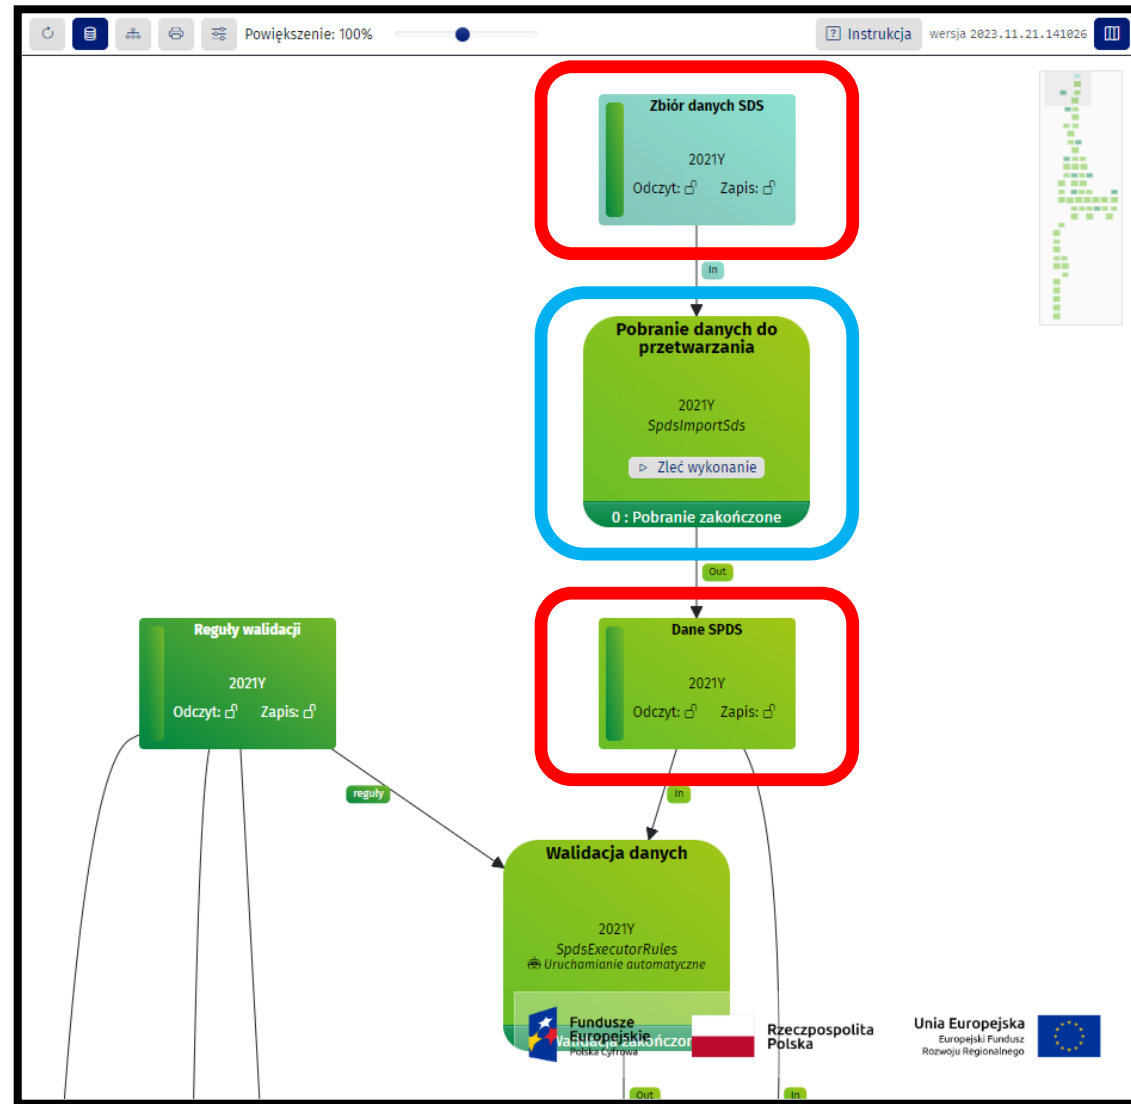 Powiększenie: 100%
Instrukcja
wersja 2023.11.21.141026
Zbiór danych SDS
2021Y
Odczyt: Zapis:
In
Pobranie danych do
przetwarzania
2021Y
SpdsImportSds
Zleć wykonanie
0 : Pobranie zakończone
Out
Reguły walidacji
2021Y
Odczyt: Zapis:
Dane SPDS
2021Y
Odczyt: Zapis:
reguły
In
Walidacja danych
2021Y
SpdsExecutorRules
Uruchamianie automatyczne
Walidacja zakończon
Fundusze
Europejskie
Polska Cyfrowa
Rzeczpospolita
Polska
Unia Europejska
Europejski Fundusz
Rozwoju Regionalnego
Out
In